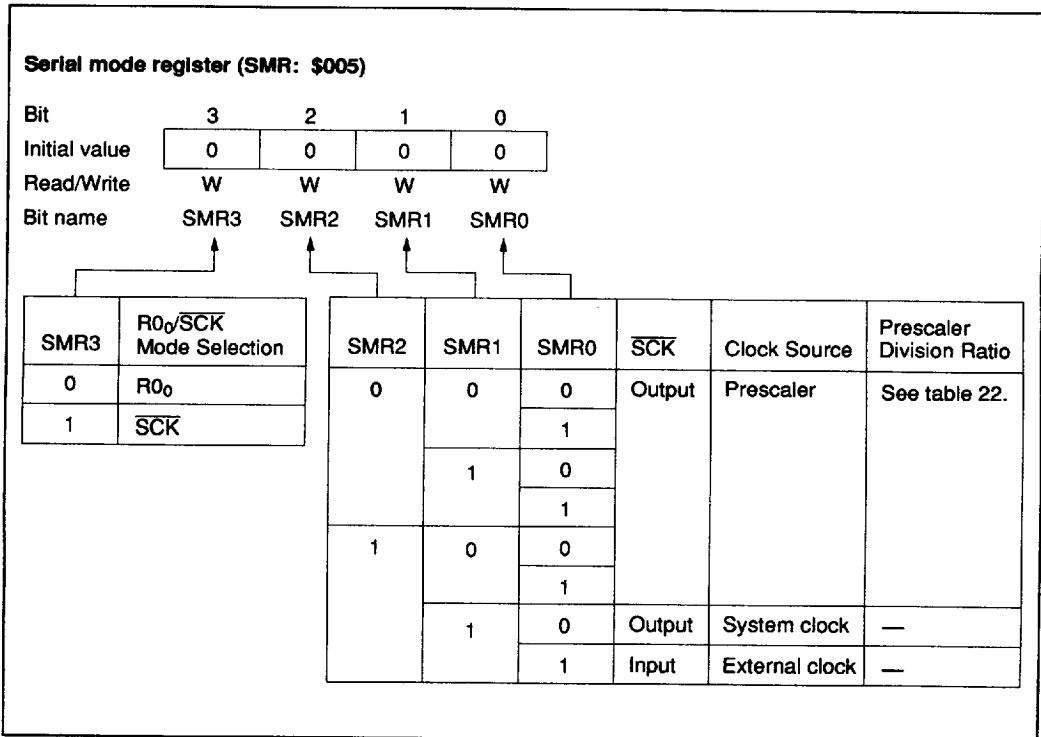 Serial mode register (SMR: $005)
Bit 3 2 1 0
Initial value 0 0 0 0
Read/Write W W W W
Bit name SMR3 SMR2 SMR1 SMR0
SMR3 R0₀/S̅C̅K̅ Mode Selection
0 R0₀
1 S̅C̅K̅
SMR2 SMR1 SMR0 S̅C̅K̅ Clock Source Prescaler Division Ratio
0 0 0 Output Prescaler See table 22.
1
1 0
1
1 0 0
1
1 0 Output System clock —
1 Input External clock —